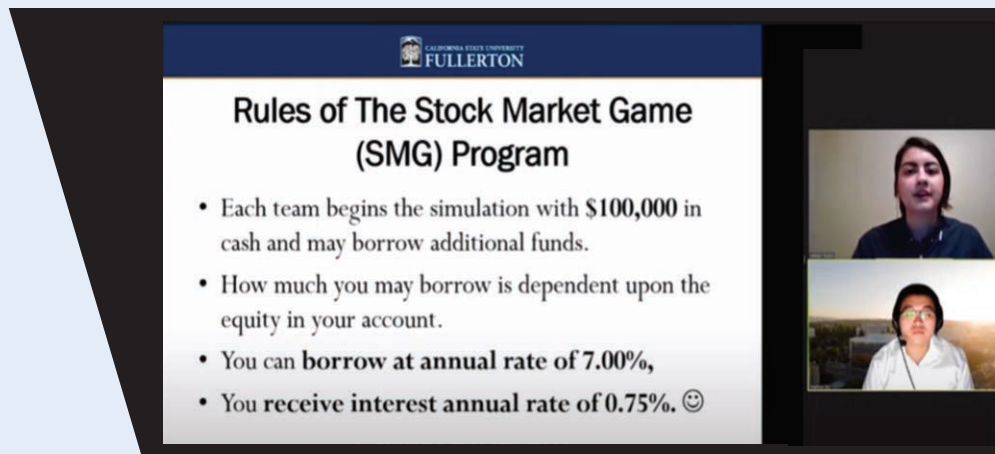 CALIFORNIA STATE UNIVERSITY
FULLERTON
Rules of The Stock Market Game
(SMG) Program
• Each team begins the simulation with $100,000 in
cash and may borrow additional funds.
• How much you may borrow is dependent upon the
equity in your account.
• You can borrow at annual rate of 7.00%,
• You receive interest annual rate of 0.75%. ☺